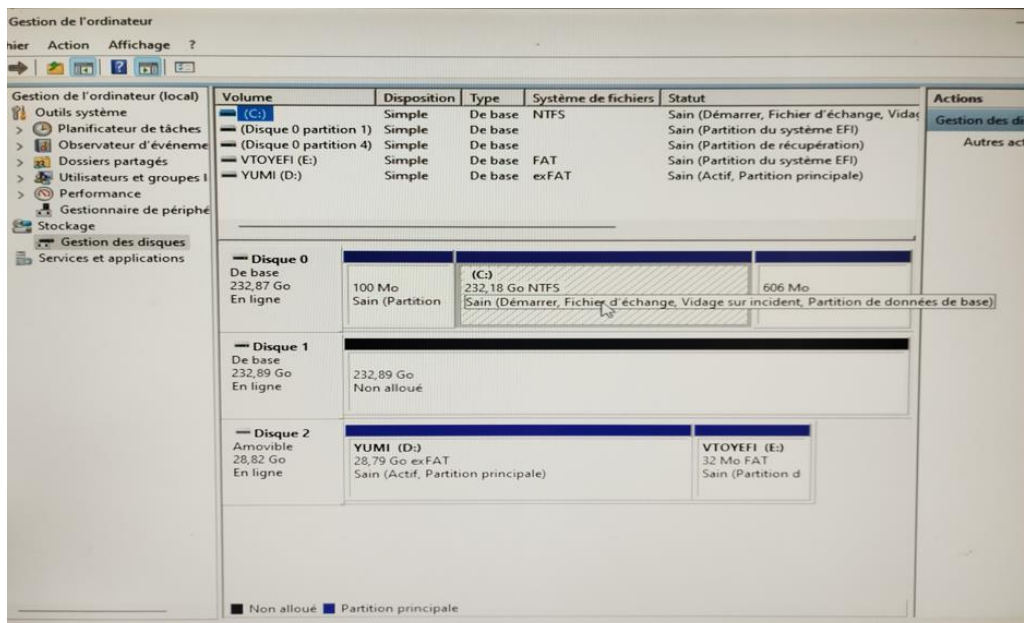 Gestion de l'ordinateur
hier Action Affichage ?
Gestion de l'ordinateur (local)
Outils système
Planificateur de tâches
Observateur d'événeme
Dossiers partagés
Utilisateurs et groupes l
Performance
Gestionnaire de périphé
Stockage
Gestion des disques
Services et applications
Volume Disposition Type Système de fichiers Statut
(C:) Simple De base NTFS Sain (Démarrer, Fichier d'échange, Vidag
(Disque 0 partition 1) Simple De base Sain (Partition du système EFI)
(Disque 0 partition 4) Simple De base Sain (Partition de récupération)
VTOYEFI (E:) Simple De base FAT Sain (Partition du système EFI)
YUMI (D:) Simple De base exFAT Sain (Actif, Partition principale)
Disque 0
De base
232,87 Go
En ligne
100 Mo
Sain (Partition
(C:)
232,18 Go NTFS
Sain (Démarrer, Fichier d'échange, Vidage sur incident, Partition de données de base)
606 Mo
Disque 1
De base
232,89 Go
En ligne
232,89 Go
Non alloué
Disque 2
Amovible
28,82 Go
En ligne
YUMI (D:)
28,79 Go exFAT
Sain (Actif, Partition principale)
VTOYEFI (E:)
32 Mo FAT
Sain (Partition d
Non alloué Partition principale
Actions
Gestion des di
Autres act